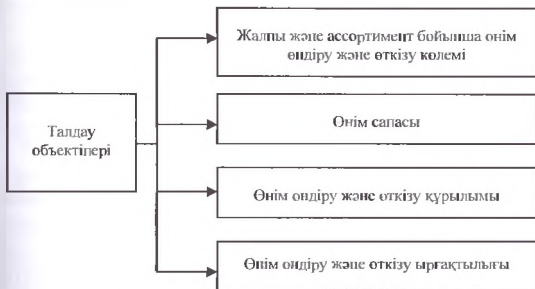 Жалпы және ассортимент бойынша өнім
өндіру және өткізу көлемі
Талдау
объектілері
Өнім сапасы
Өнім өндіру және өткізу құрылымы
Өнім өндіру және өткізу ырғақтылығы